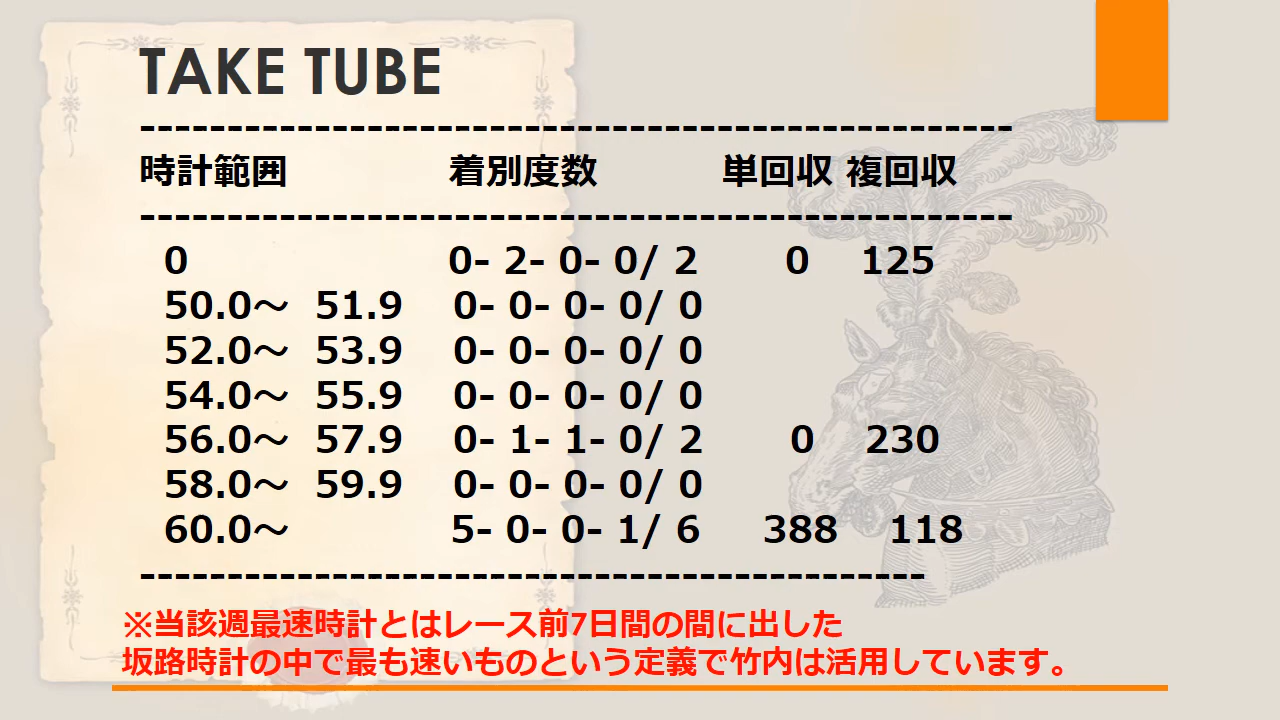 TAKE TUBE
--------------------------------------------------
時計範囲 着別度数 単回収 複回収
--------------------------------------------------
0 0- 2- 0- 0/ 2 0 125
50.0～ 51.9 0- 0- 0- 0/ 0
52.0～ 53.9 0- 0- 0- 0/ 0
54.0～ 55.9 0- 0- 0- 0/ 0
56.0～ 57.9 0- 1- 1- 0/ 2 0 230
58.0～ 59.9 0- 0- 0- 0/ 0
60.0～ 5- 0- 0- 1/ 6 388 118
---------------------------------------------
※当該週最速時計とはレース前7日間の間に出した
坂路時計の中で最も速いものという定義で竹内は活用しています。